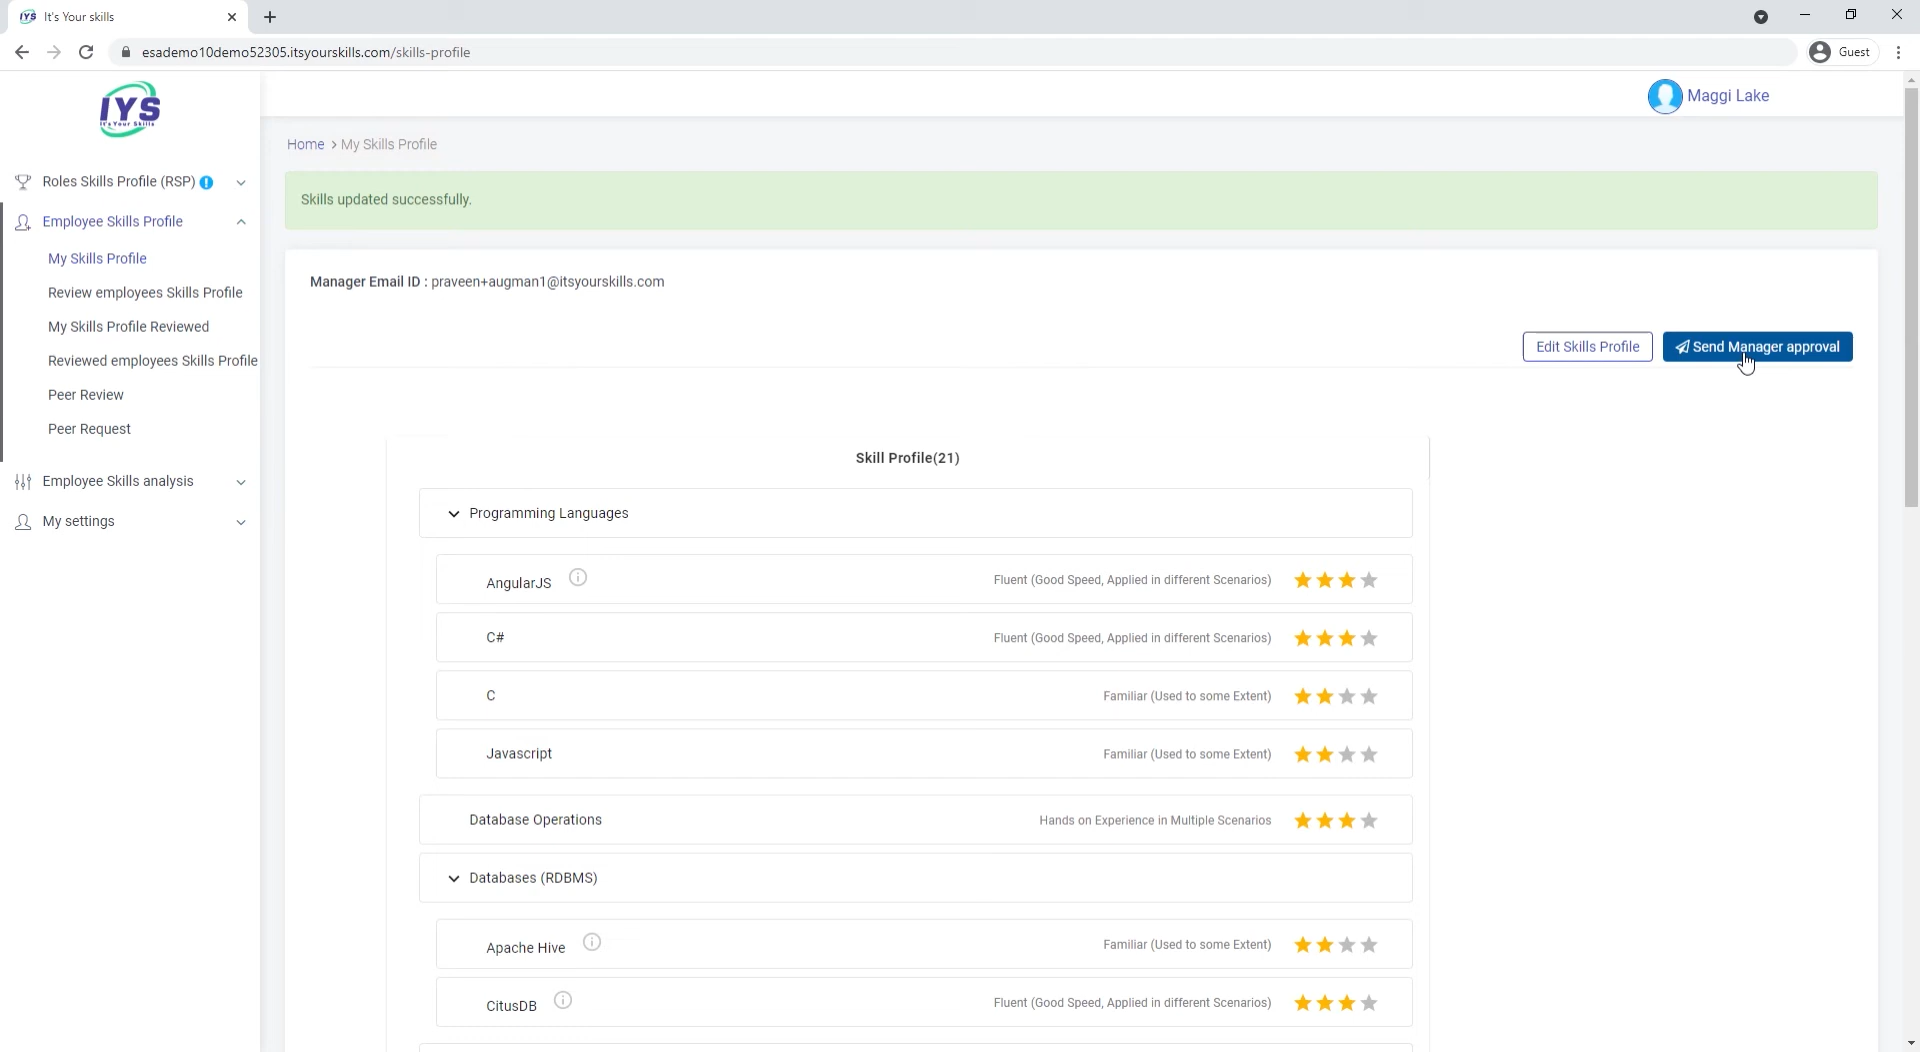 It's Your skills
esademo10demo52305.itsyourskills.com/skills-profile
Guest
IYS
It's Your Skills
Maggi Lake
Home > My Skills Profile
Roles Skills Profile (RSP)
Skills updated successfully.
Employee Skills Profile
My Skills Profile
Review employees Skills Profile
My Skills Profile Reviewed
Reviewed employees Skills Profile
Peer Review
Peer Request
Employee Skills analysis
My settings
Manager Email ID : praveen+augman1@itsyourskills.com
Edit Skills Profile
Send Manager approval
Skill Profile(21)
Programming Languages
AngularJS Fluent (Good Speed, Applied in different Scenarios)
C# Fluent (Good Speed, Applied in different Scenarios)
C Familiar (Used to some Extent)
Javascript Familiar (Used to some Extent)
Database Operations Hands on Experience in Multiple Scenarios
Databases (RDBMS)
Apache Hive Familiar (Used to some Extent)
CitusDB Fluent (Good Speed, Applied in different Scenarios)